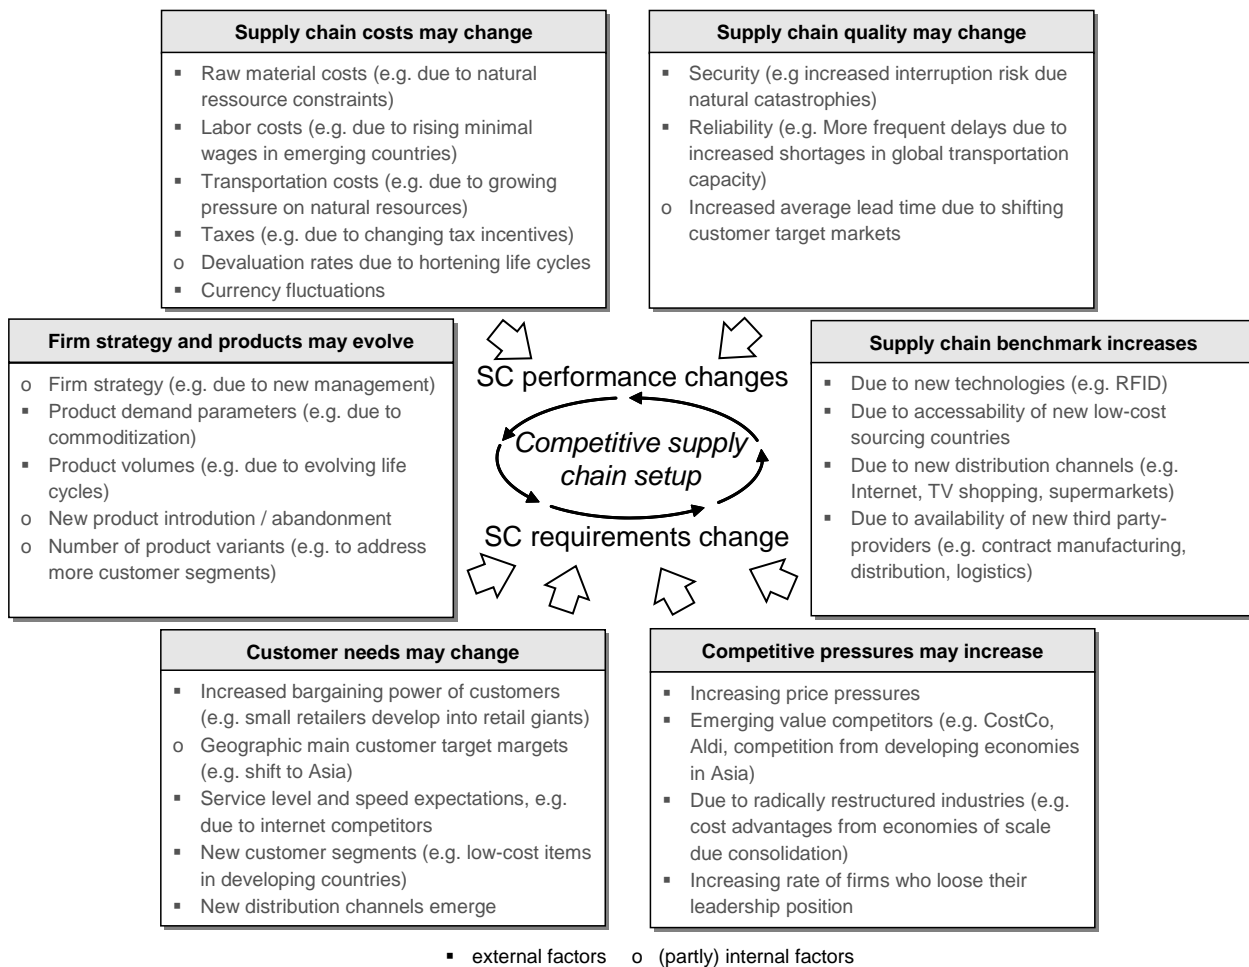 Supply chain costs may change
▪ Raw material costs (e.g. due to natural
ressource constraints)
▪ Labor costs (e.g. due to rising minimal
wages in emerging countries)
▪ Transportation costs (e.g. due to growing
pressure on natural resources)
▪ Taxes (e.g. due to changing tax incentives)
o Devaluation rates due to hortening life cycles
▪ Currency fluctuations
Supply chain quality may change
▪ Security (e.g increased interruption risk due
natural catastrophies)
▪ Reliability (e.g. More frequent delays due to
increased shortages in global transportation
capacity)
o Increased average lead time due to shifting
customer target markets
Firm strategy and products may evolve
o Firm strategy (e.g. due to new management)
▪ Product demand parameters (e.g. due to
commoditization)
▪ Product volumes (e.g. due to evolving life
cycles)
o New product introdution / abandonment
o Number of product variants (e.g. to address
more customer segments)
SC performance changes
Competitive supply
chain setup
SC requirements change
Supply chain benchmark increases
▪ Due to new technologies (e.g. RFID)
▪ Due to accessability of new low-cost
sourcing countries
▪ Due to new distribution channels (e.g.
Internet, TV shopping, supermarkets)
▪ Due to availability of new third party-
providers (e.g. contract manufacturing,
distribution, logistics)
Customer needs may change
▪ Increased bargaining power of customers
(e.g. small retailers develop into retail giants)
o Geographic main customer target margets
(e.g. shift to Asia)
▪ Service level and speed expectations, e.g.
due to internet competitors
▪ New customer segments (e.g. low-cost items
in developing countries)
▪ New distribution channels emerge
Competitive pressures may increase
▪ Increasing price pressures
▪ Emerging value competitors (e.g. CostCo,
Aldi, competition from developing economies
in Asia)
▪ Due to radically restructured industries (e.g.
cost advantages from economies of scale
due consolidation)
▪ Increasing rate of firms who loose their
leadership position
▪ external factors o (partly) internal factors